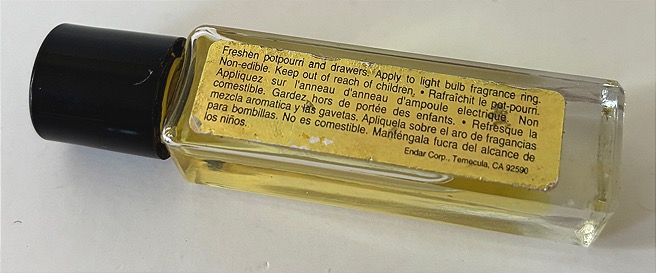 Freshen potpourri and drawers. Apply to light bulb fragrance ring.
Non-edible. Keep out of reach of children. • Rafraîchit le pot-pourri.
Appliquez sur l'anneau d'anneau d'ampoule electrique. Non
comestible. Gardez hors de portée des enfants. • Refresque la
mezcla aromatica y las gavetas. Apliquela sobre el aro de fragancias
para bombillas. No es comestible. Manténgala fucra del alcance de
los niños.
Endar Corp., Temecula, CA 92590